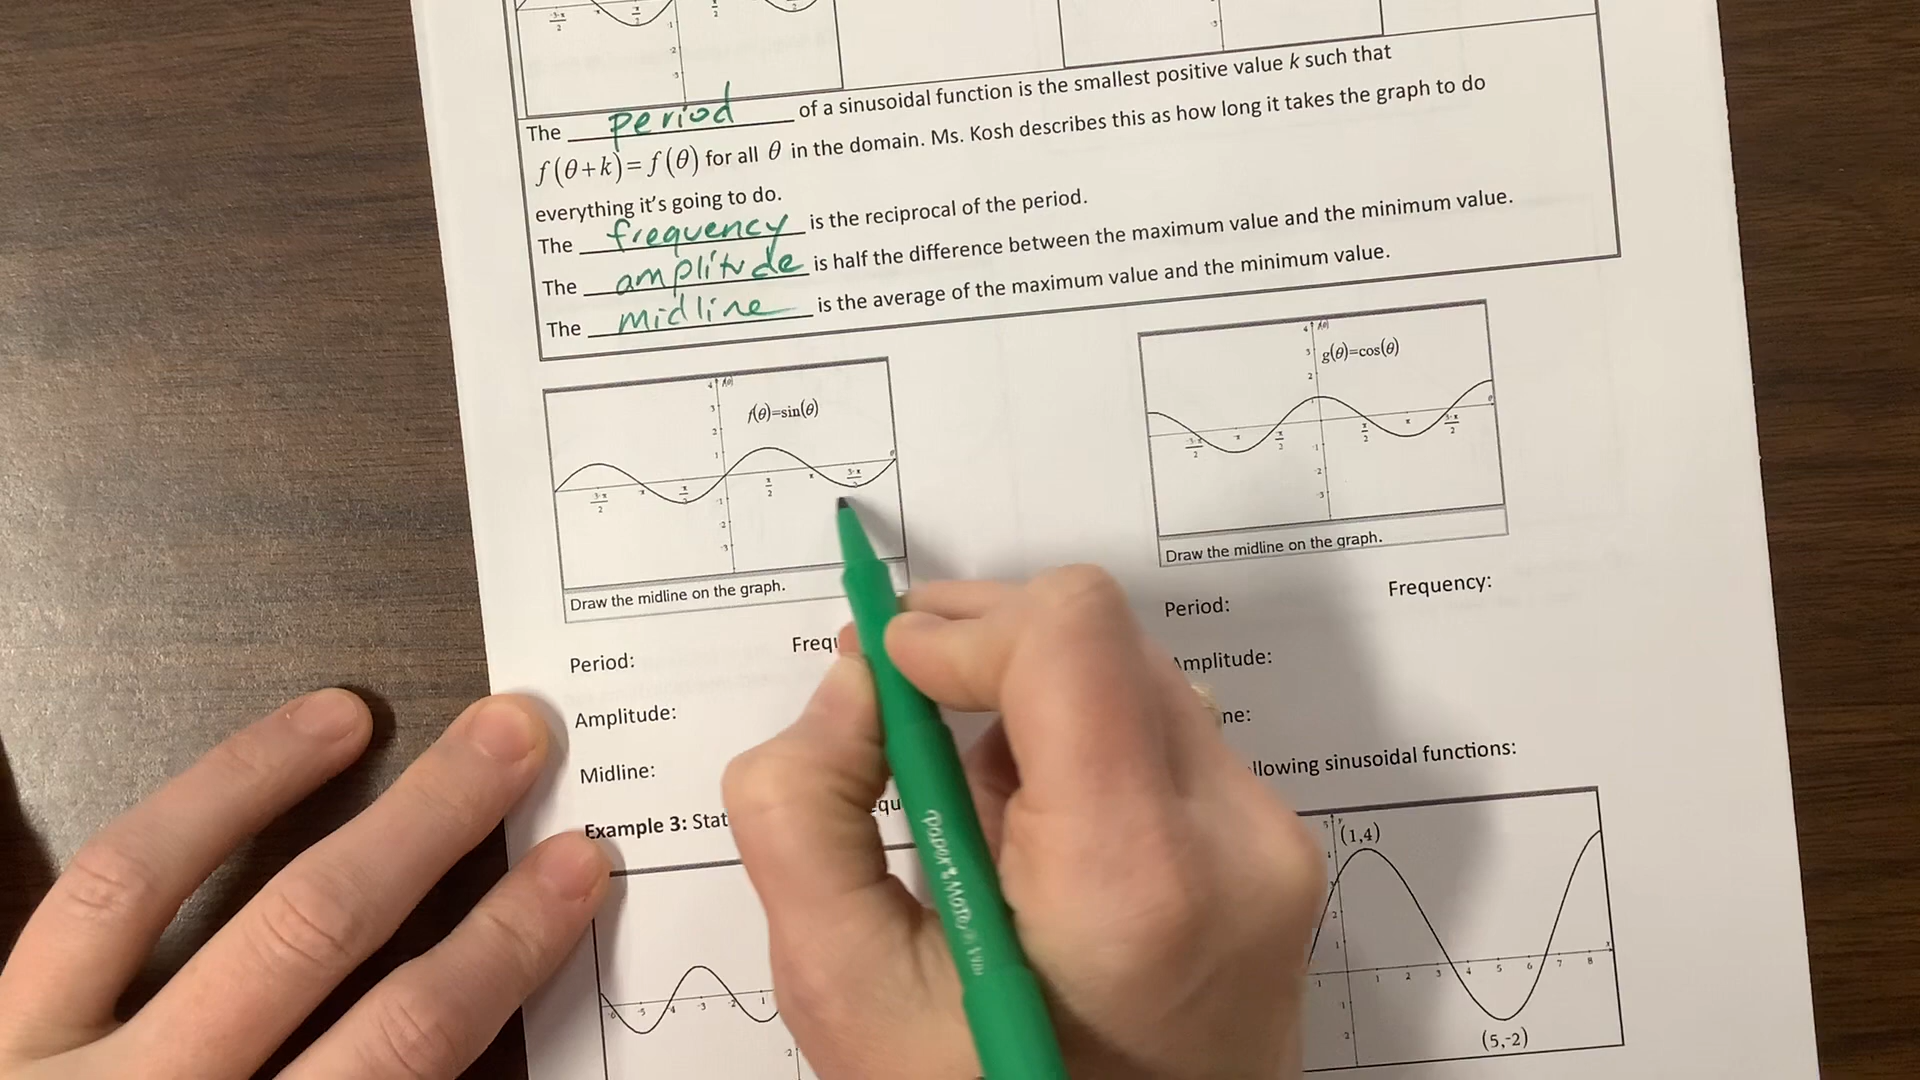 The period of a sinusoidal function is the smallest positive value k such that
f(θ+k)=f(θ) for all θ in the domain. Ms. Kosh describes this as how long it takes the graph to do
everything it's going to do.
The frequency is the reciprocal of the period.
The amplitude is half the difference between the maximum value and the minimum value.
The midline is the average of the maximum value and the minimum value.
f(θ)=sin(θ)
Draw the midline on the graph.
g(θ)=cos(θ)
Draw the midline on the graph.
Period:
Amplitude:
Midline:
Period: Frequency:
Amplitude:
Example 3:
following sinusoidal functions:
(1,4)
(5,-2)
PaperMate